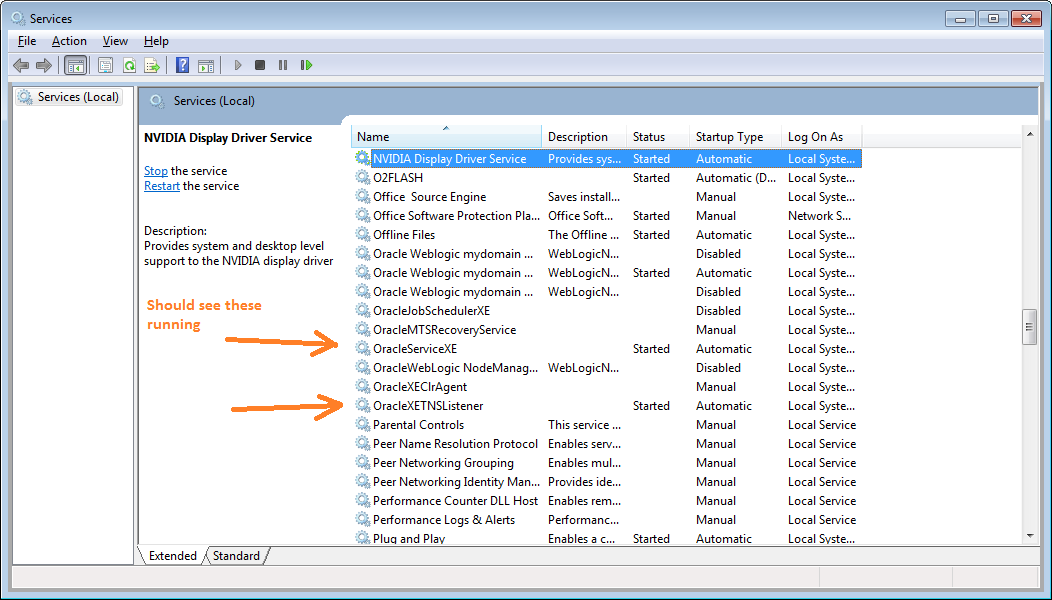 Services
File Action View Help
Services (Local)
Services (Local)
NVIDIA Display Driver Service
Stop the service
Restart the service
Description:
Provides system and desktop level
support to the NVIDIA display driver
Should see these
running
Name Description Status Startup Type Log On As
NVIDIA Display Driver Service Provides sys... Started Automatic Local Syste...
O2FLASH Started Automatic (D... Local Syste...
Office  Source Engine Saves install... Manual Local Syste...
Office Software Protection Pla... Office Soft... Started Manual Network S...
Offline Files The Offline ... Started Automatic Local Syste...
Oracle Weblogic mydomain ... WebLogicN... Disabled Local Syste...
Oracle Weblogic mydomain ... WebLogicN... Started Automatic Local Syste...
Oracle Weblogic mydomain ... WebLogicN... Disabled Local Syste...
OracleJobSchedulerXE Disabled Local Syste...
OracleMTSRecoveryService Manual Local Syste...
OracleServiceXE Started Automatic Local Syste...
OracleWebLogic NodeManag... WebLogicN... Disabled Local Syste...
OracleXEClrAgent Manual Local Syste...
OracleXETNSListener Started Automatic Local Syste...
Parental Controls This service ... Manual Local Service
Peer Name Resolution Protocol Enables serv... Manual Local Service
Peer Networking Grouping Enables mul... Manual Local Service
Peer Networking Identity Man... Provides ide... Manual Local Service
Performance Counter DLL Host Enables rem... Manual Local Service
Performance Logs & Alerts Performanc... Manual Local Service
Plug and Play Enables a c... Started Automatic Local Syste...
Extended Standard